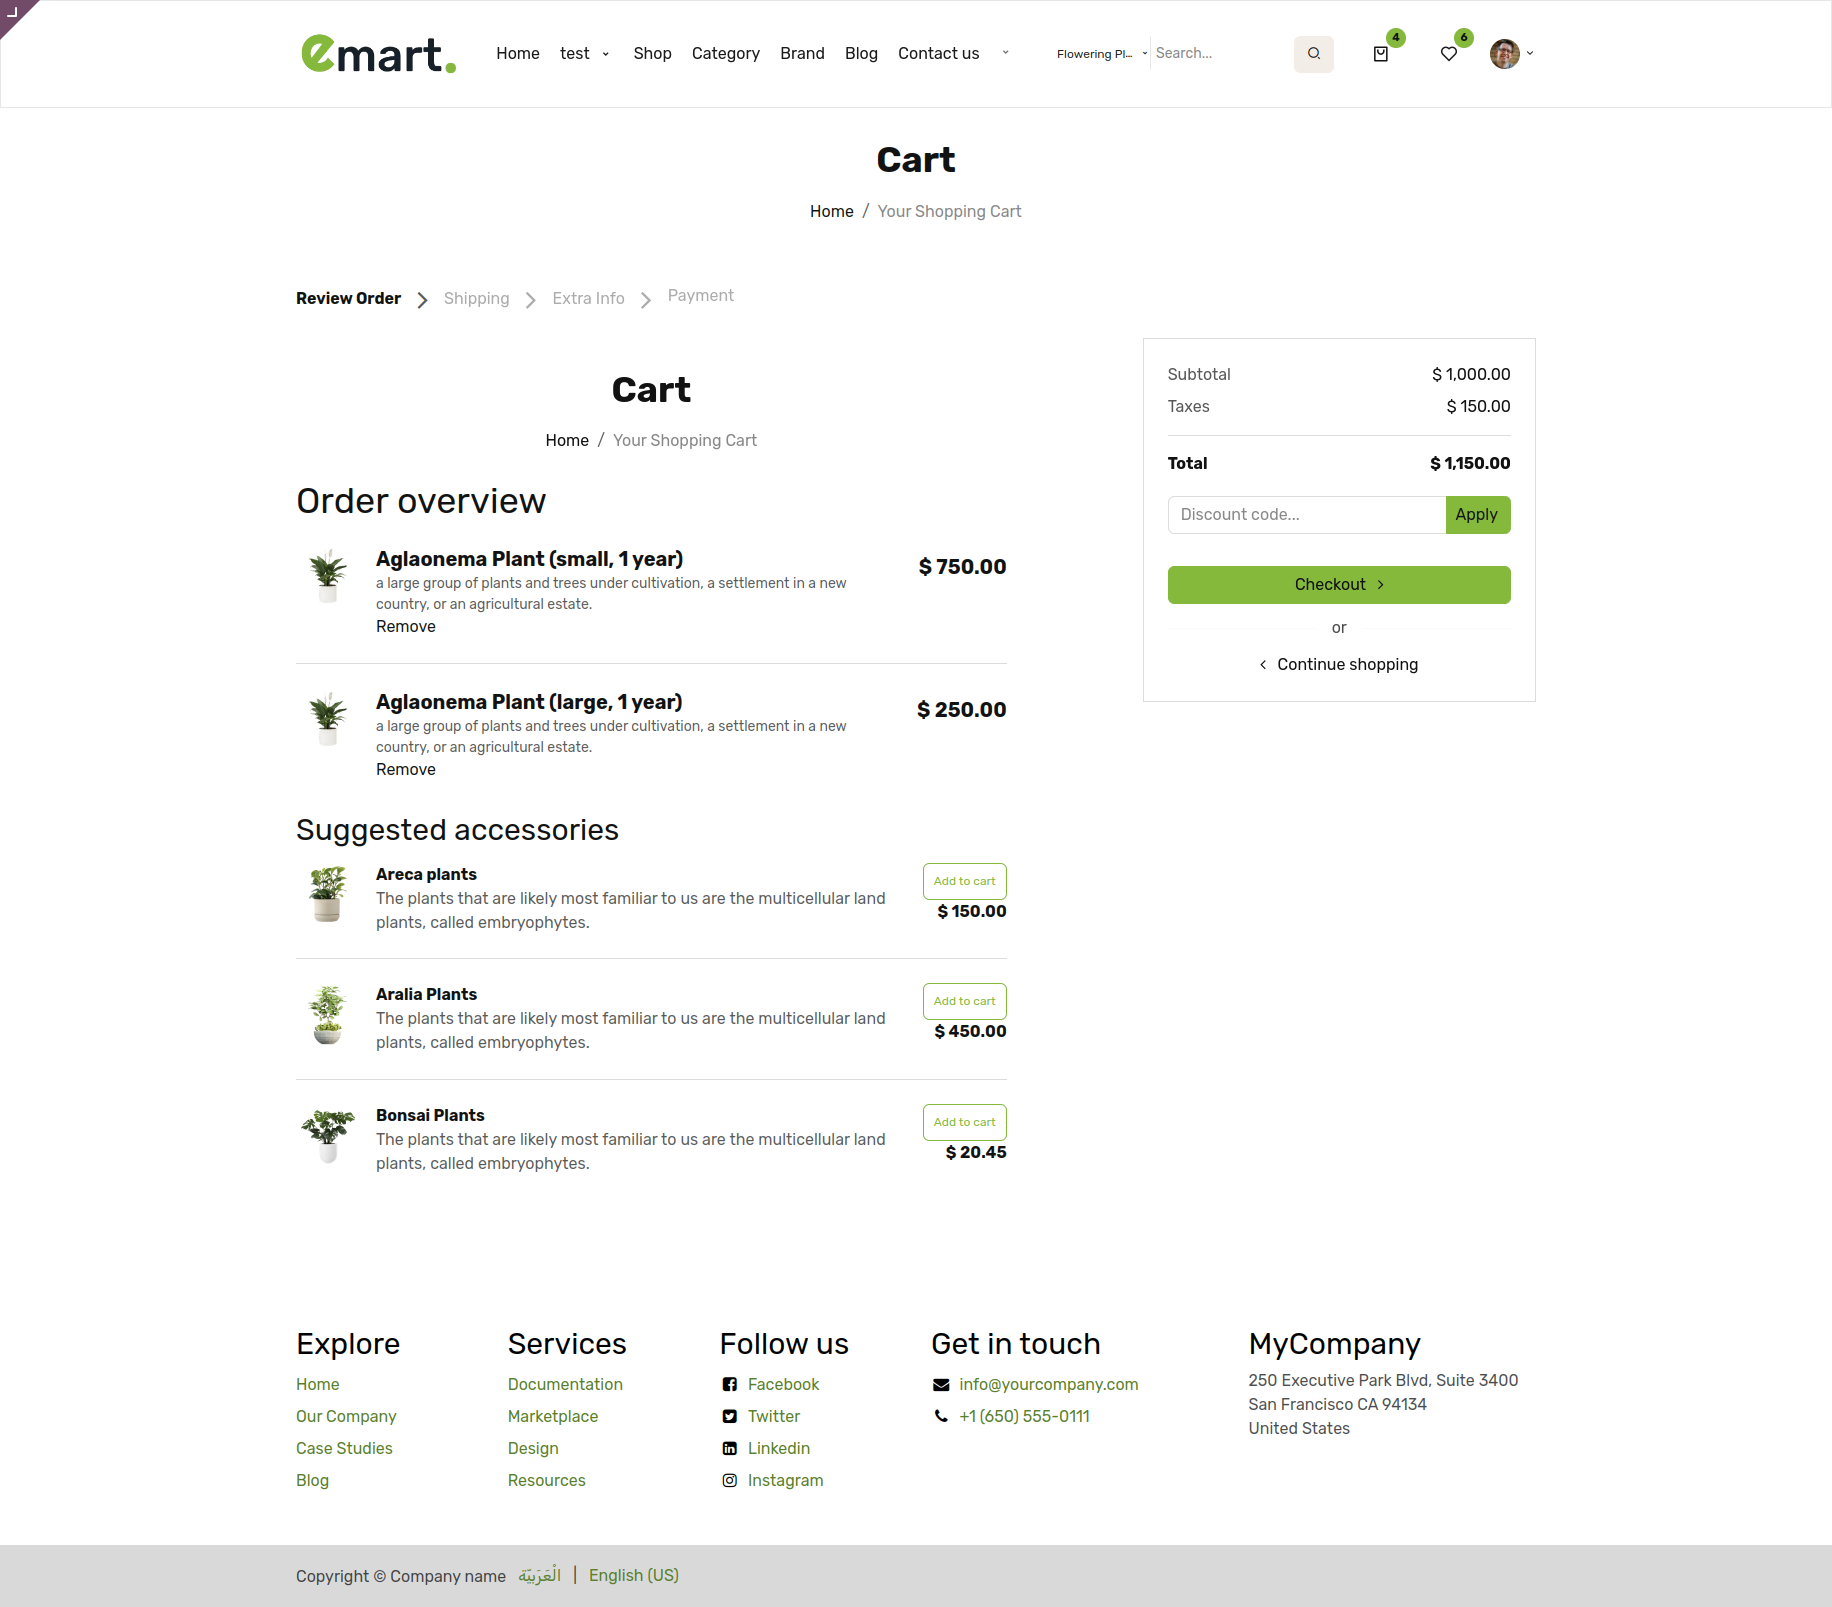 emart.
Home test Shop Category Brand Blog Contact us
Flowering Pl... Search... 4 6
Cart
Home / Your Shopping Cart
Review Order Shipping Extra Info Payment
Cart
Home / Your Shopping Cart
Order overview
Aglaonema Plant (small, 1 year) $ 750.00
a large group of plants and trees under cultivation, a settlement in a new
country, or an agricultural estate.
Remove
Aglaonema Plant (large, 1 year) $ 250.00
a large group of plants and trees under cultivation, a settlement in a new
country, or an agricultural estate.
Remove
Subtotal $ 1,000.00
Taxes $ 150.00
Total $ 1,150.00
Discount code... Apply
Checkout
or
Continue shopping
Suggested accessories
Areca plants Add to cart
The plants that are likely most familiar to us are the multicellular land
plants, called embryophytes.
$ 150.00
Aralia Plants Add to cart
The plants that are likely most familiar to us are the multicellular land
plants, called embryophytes.
$ 450.00
Bonsai Plants Add to cart
The plants that are likely most familiar to us are the multicellular land
plants, called embryophytes.
$ 20.45
Explore
Home
Our Company
Case Studies
Blog
Services
Documentation
Marketplace
Design
Resources
Follow us
Facebook
Twitter
Linkedin
Instagram
Get in touch
info@yourcompany.com
+1 (650) 555-0111
MyCompany
250 Executive Park Blvd, Suite 3400
San Francisco CA 94134
United States
Copyright © Company name الْعَرَبيّة | English (US)